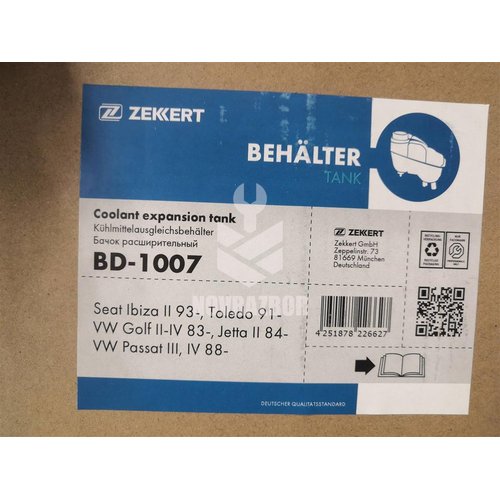 ZEKKERT
BEHÄLTER
TANK
Coolant expansion tank
Kühlmittelausgleichsbehälter
Бачок расширительный
BD-1007
Seat Ibiza II 93-, Toledo 91-
VW Golf II-IV 83-, Jetta II 84-
VW Passat III, IV 88-
ZEKKERT
Zekkert GmbH
Zeppelinstr. 73
81669 München
Deutschland
4 251878 226627
DEUTSCHER QUALITÄTSSTANDARD
NOVRAZBOR